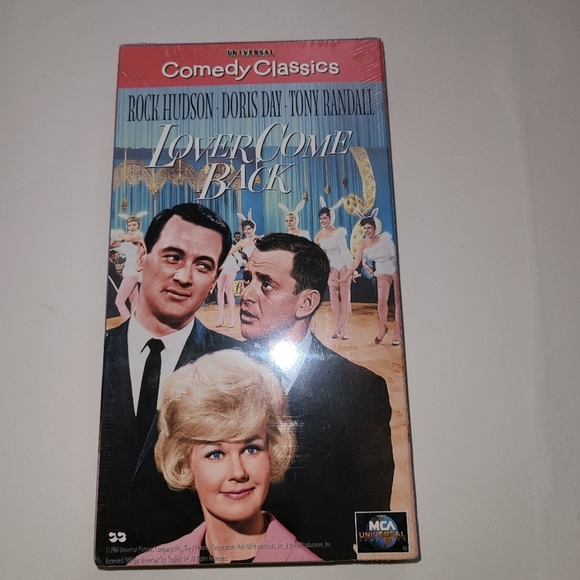 UNIVERSAL
Comedy Classics
ROCK HUDSON · DORIS DAY · TONY RANDALL
LOVER COME
BACK
MCA
UNIVERSAL